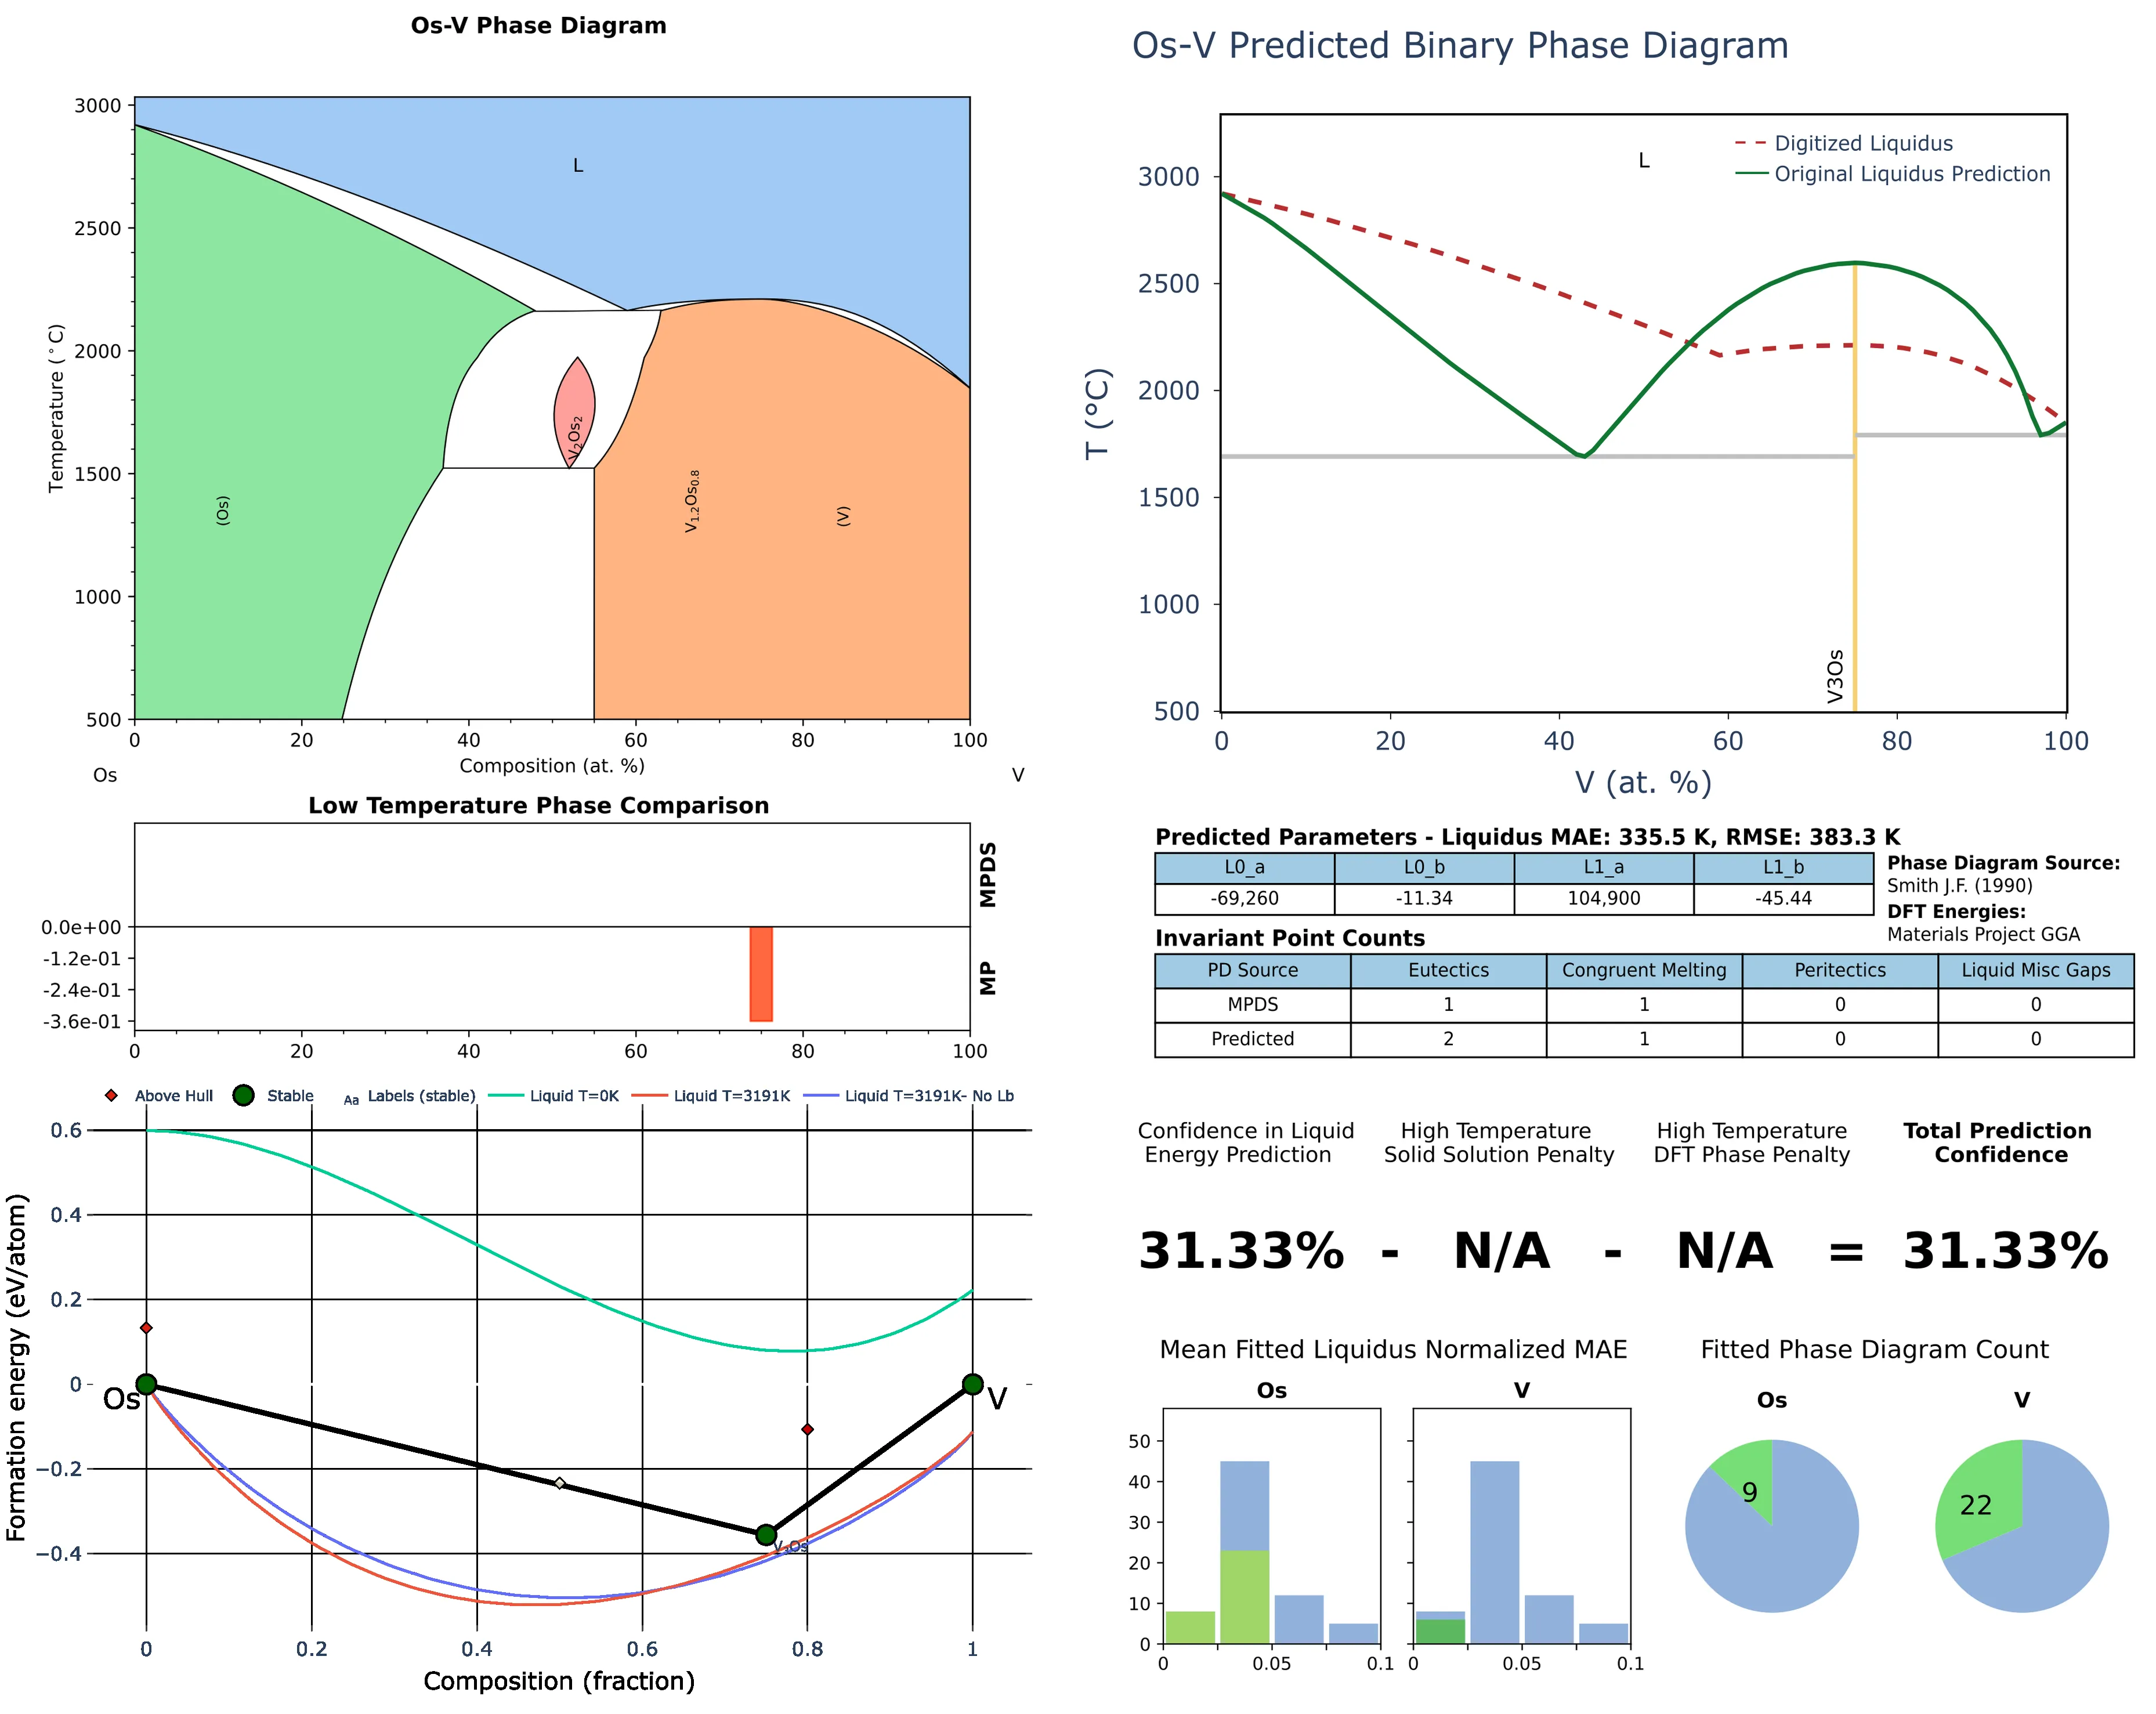 Os-V Phase Diagram
3000
2500
2000
1500
1000
500
Temperature (°C)
L
(Os)
V2Os2
V1.2Os0.8
(V)
0 20 40 60 80 100
Composition (at. %)
Os V
Low Temperature Phase Comparison
0.0e+00
-1.2e-01
-2.4e-01
-3.6e-01
MPDS
MP
0 20 40 60 80 100
Above Hull Stable Aa Labels (stable) Liquid T=0K Liquid T=3191K Liquid T=3191K- No Lb
0.6
0.4
0.2
0
−0.2
−0.4
Formation energy (eV/atom)
Os
V
V3Os
0 0.2 0.4 0.6 0.8 1
Composition (fraction)
Os-V Predicted Binary Phase Diagram
L
Digitized Liquidus
Original Liquidus Prediction
3000
2500
2000
1500
1000
500
T (°C)
V3Os
0 20 40 60 80 100
V (at. %)
Predicted Parameters - Liquidus MAE: 335.5 K, RMSE: 383.3 K
L0_a L0_b L1_a L1_b
-69,260 -11.34 104,900 -45.44
Phase Diagram Source:
Smith J.F. (1990)
DFT Energies:
Materials Project GGA
Invariant Point Counts
PD Source Eutectics Congruent Melting Peritectics Liquid Misc Gaps
MPDS 1 1 0 0
Predicted 2 1 0 0
Confidence in Liquid
Energy Prediction
High Temperature
Solid Solution Penalty
High Temperature
DFT Phase Penalty
Total Prediction
Confidence
31.33% - N/A - N/A = 31.33%
Mean Fitted Liquidus Normalized MAE
Os
V
50
40
30
20
10
0
0 0.05 0.1
0 0.05 0.1
Fitted Phase Diagram Count
Os
V
9
22